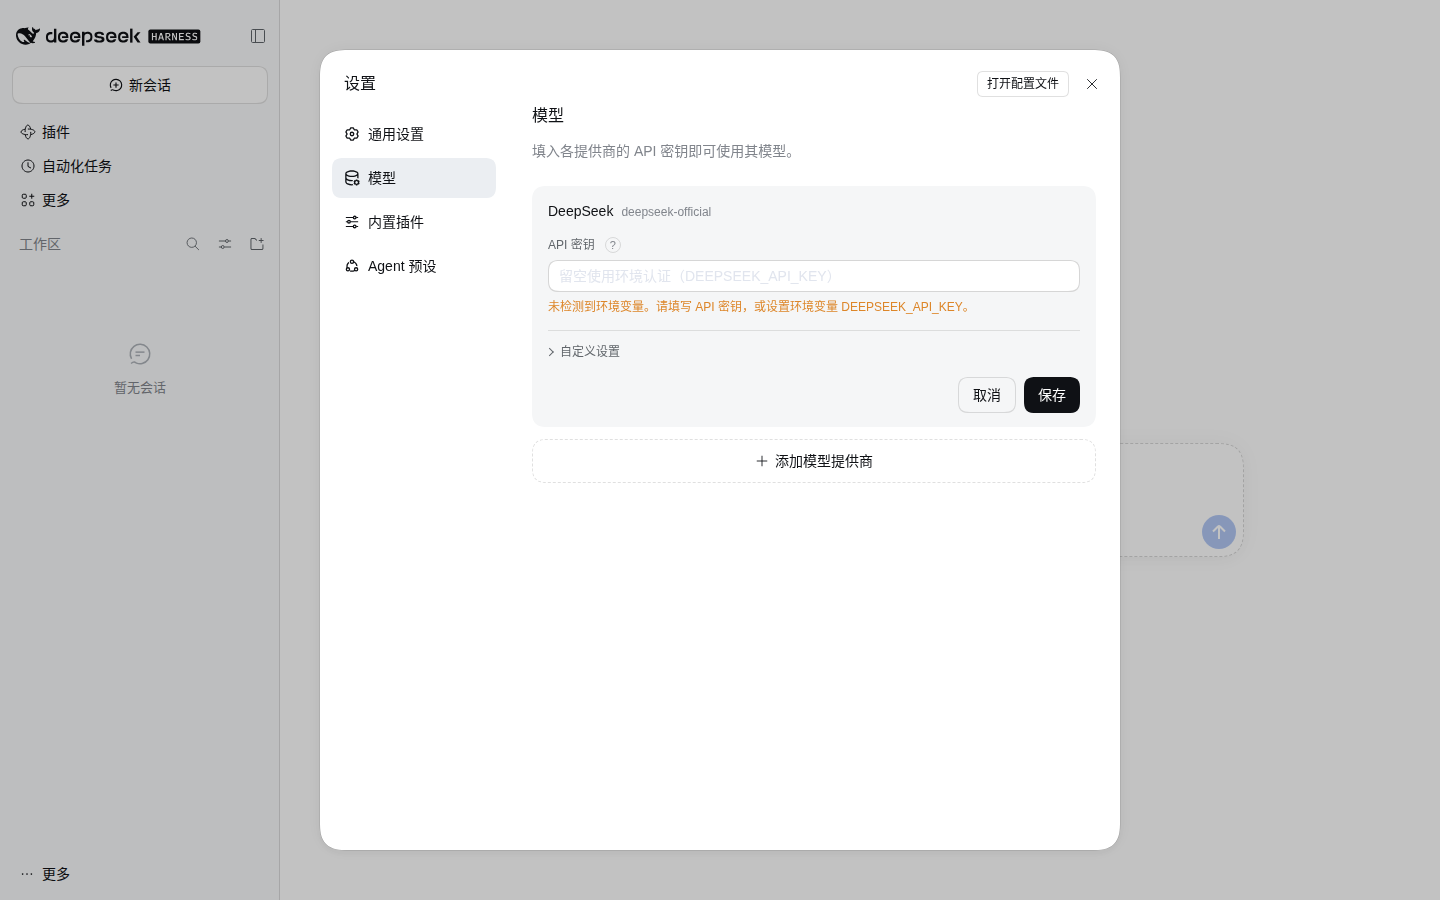 deepseek HARNESS
新会话
插件
自动化任务
更多
工作区
暂无会话
更多
设置
打开配置文件
通用设置
模型
内置插件
Agent 预设
模型
填入各提供商的 API 密钥即可使用其模型。
DeepSeek deepseek-official
API 密钥 ?
留空使用环境认证（DEEPSEEK_API_KEY）
未检测到环境变量。请填写 API 密钥，或设置环境变量 DEEPSEEK_API_KEY。
自定义设置
取消 保存
添加模型提供商